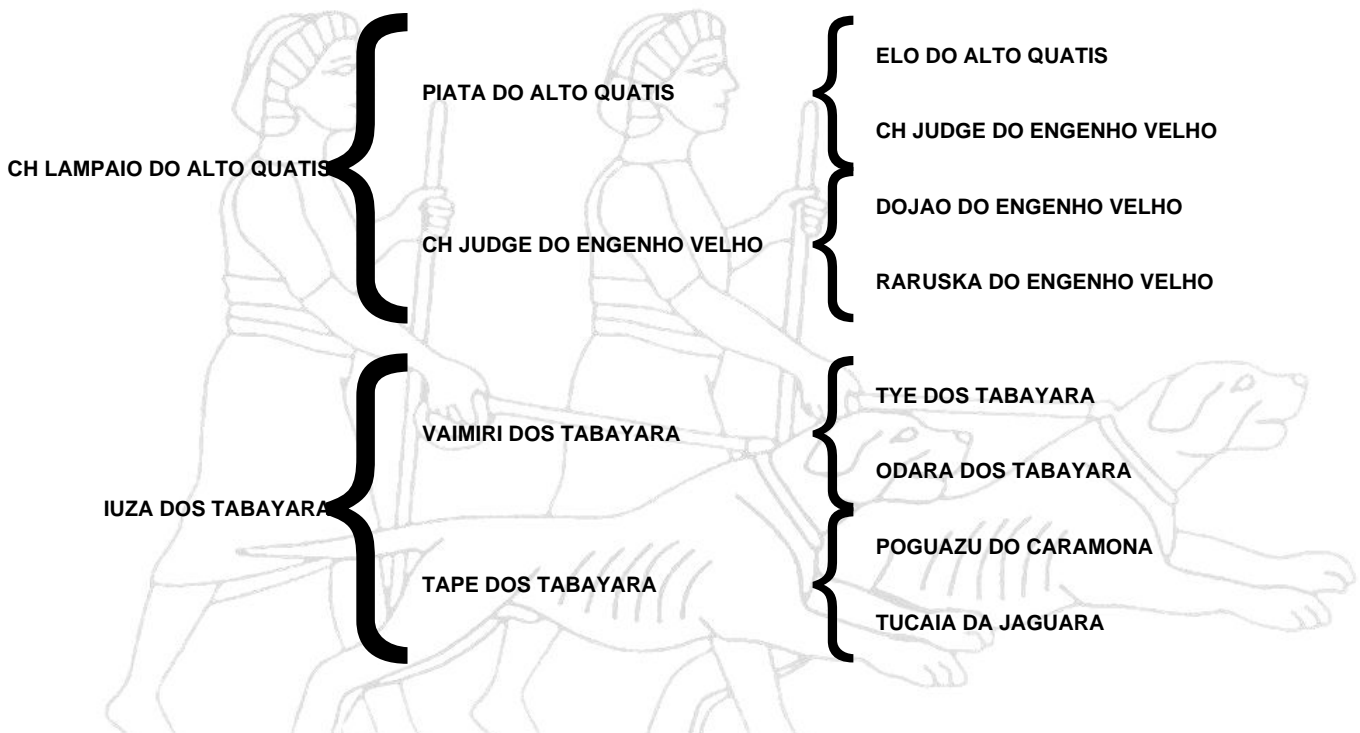 CH LAMPAIO DO ALTO QUATIS
PIATA DO ALTO QUATIS
ELO DO ALTO QUATIS
CH JUDGE DO ENGENHO VELHO
CH JUDGE DO ENGENHO VELHO
DOJAO DO ENGENHO VELHO
RARUSKA DO ENGENHO VELHO
IUZA DOS TABAYARA
VAIMIRI DOS TABAYARA
TYE DOS TABAYARA
ODARA DOS TABAYARA
TAPE DOS TABAYARA
POGUAZU DO CARAMONA
TUCAIA DA JAGUARA